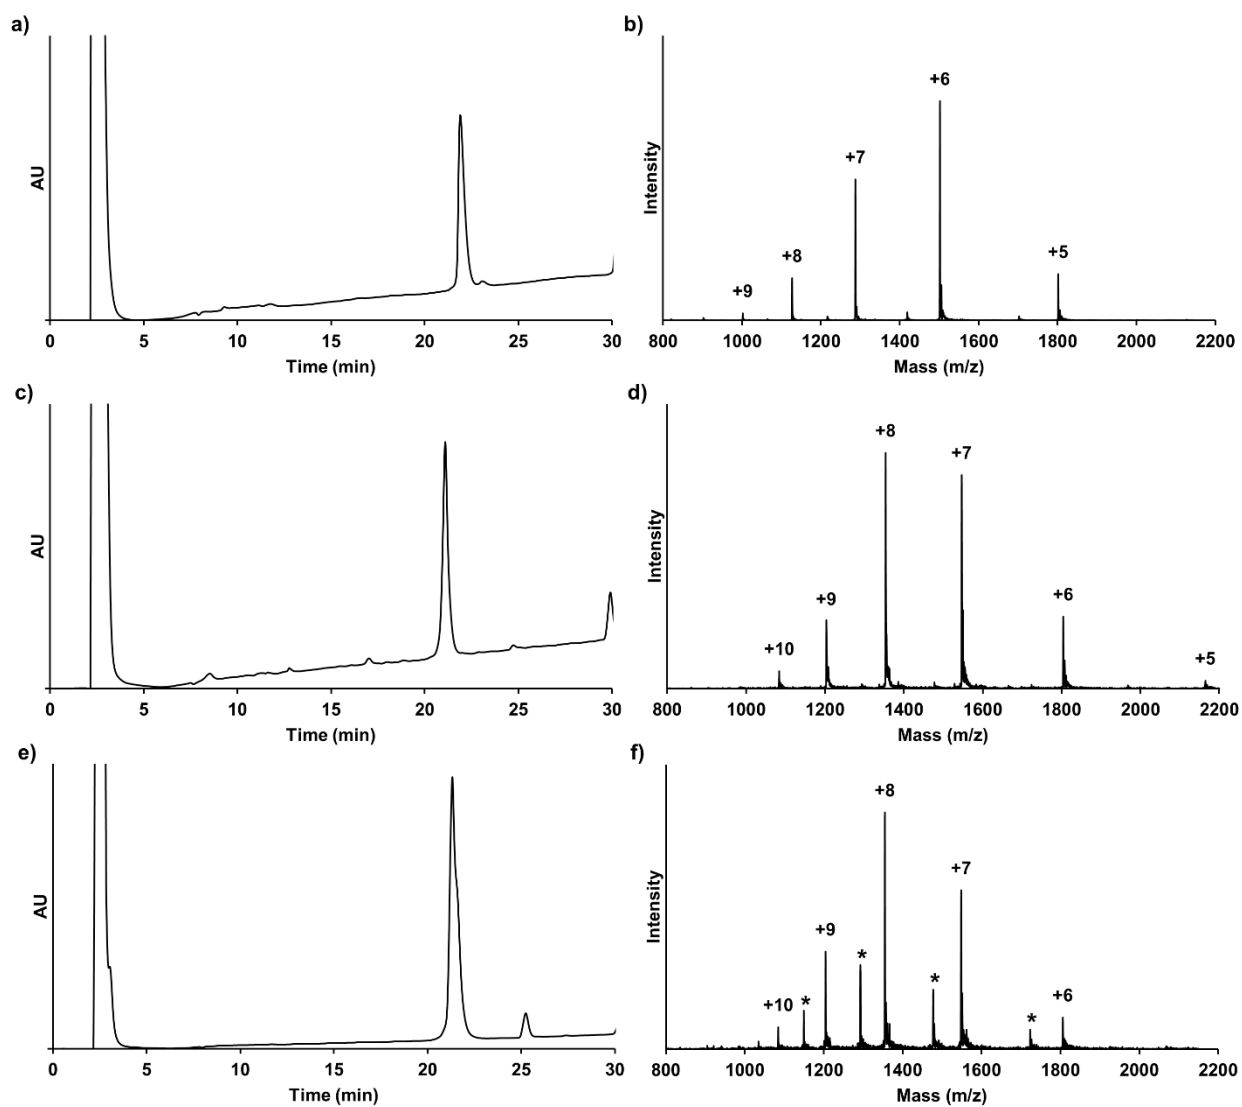 a)
AU
0 5 10 15 20 25 30
Time (min)
b)
Intensity
+9 +8 +7 +6 +5
800 1000 1200 1400 1600 1800 2000 2200
Mass (m/z)
c)
AU
0 5 10 15 20 25 30
Time (min)
d)
Intensity
+10 +9 +8 +7 +6 +5
800 1000 1200 1400 1600 1800 2000 2200
Mass (m/z)
e)
AU
0 5 10 15 20 25 30
Time (min)
f)
Intensity
+10 * +9 * +8 * +7 * +6
800 1000 1200 1400 1600 1800 2000 2200
Mass (m/z)